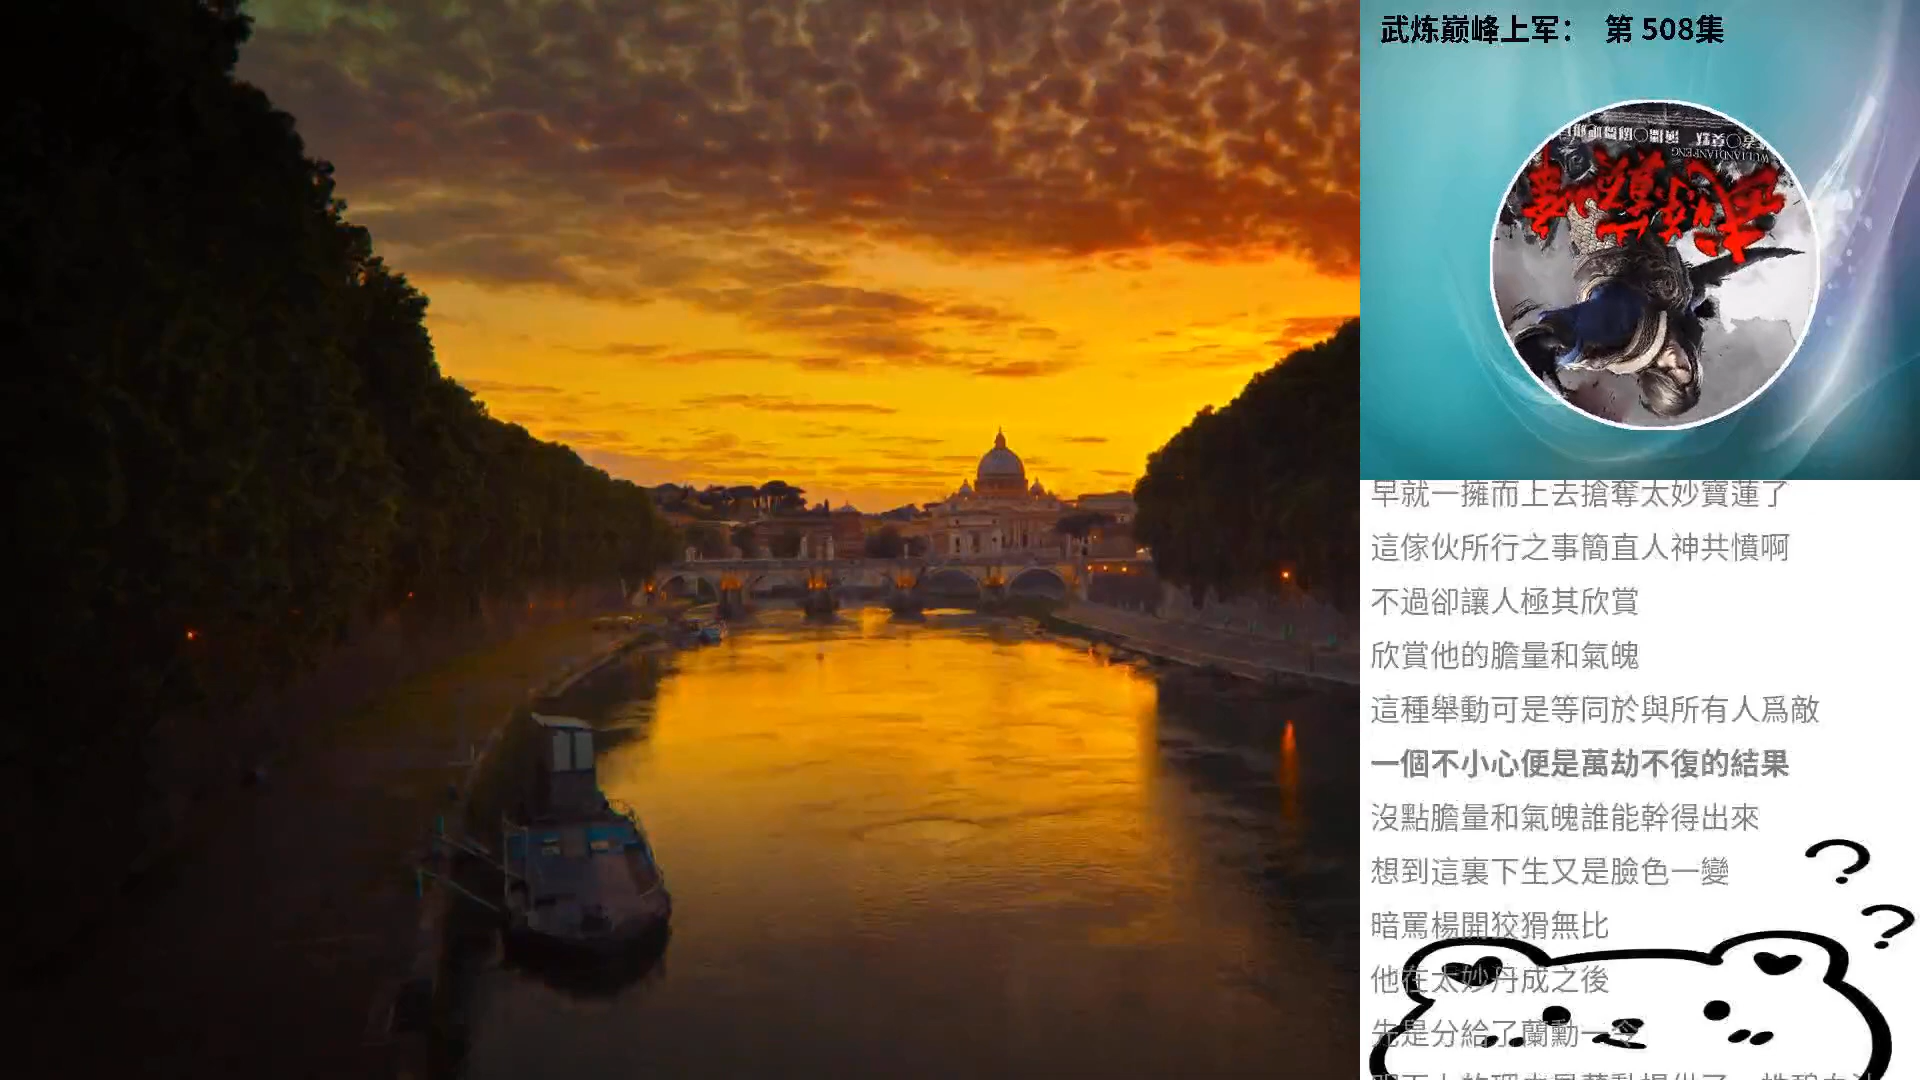 武炼巅峰上军： 第 508集
WULIANDIANFENG
武炼巅峰
早就一擁而上去搶奪太妙寶蓮了
這傢伙所行之事簡直人神共憤啊
不過卻讓人極其欣賞
欣賞他的膽量和氣魄
這種舉動可是等同於與所有人爲敵
一個不小心便是萬劫不復的結果
沒點膽量和氣魄誰能幹得出來
想到這裏下生又是臉色一變
暗罵楊開狡猾無比
他在太妙丹成之後
先是分給了蘭勳一令